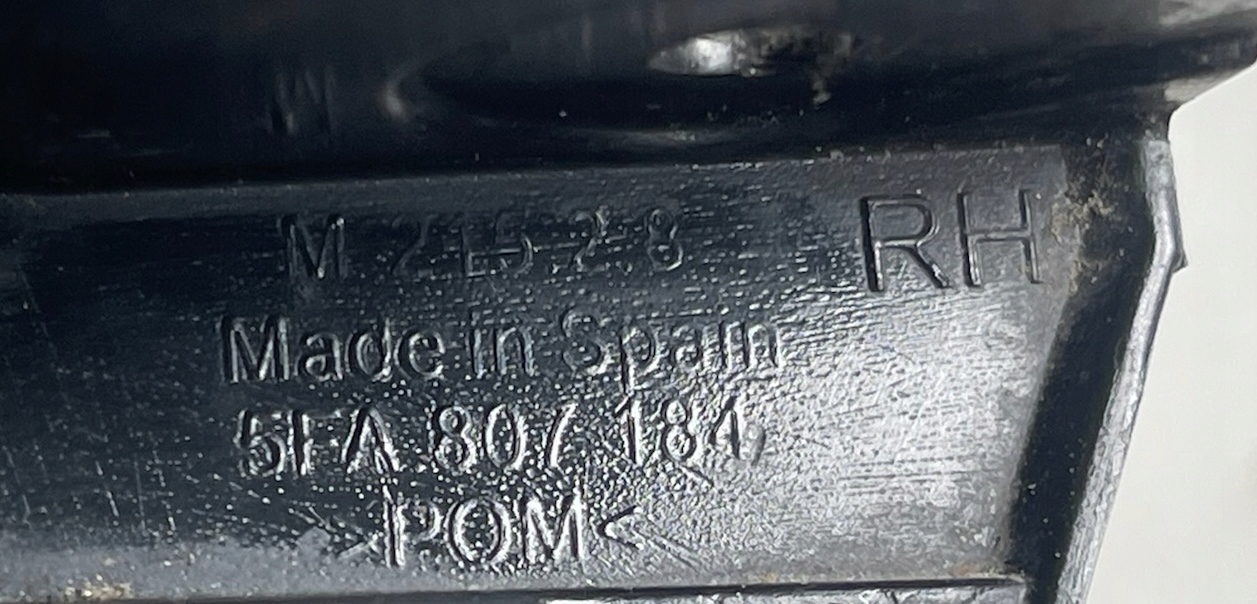 M 215.2.8 RH
Made in Spain
5FA 807 184
>POM<